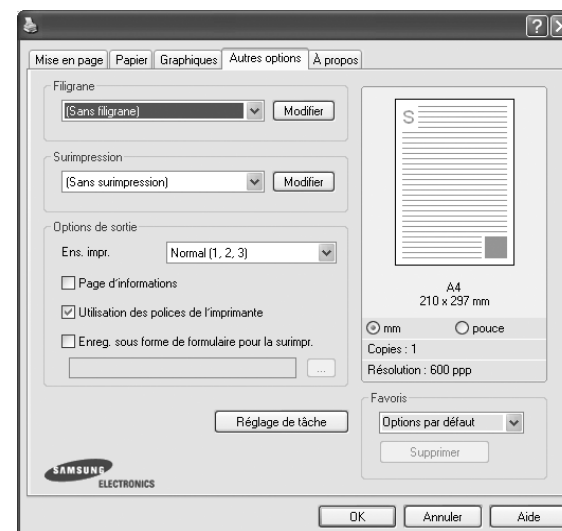 Mise en page Papier Graphiques Autres options À propos
Filigrane
(Sans filigrane) Modifier
Surimpression
(Sans surimpression) Modifier
Options de sortie
Ens. impr. Normal (1, 2, 3)
Page d'informations
Utilisation des polices de l'imprimante
Enreg. sous forme de formulaire pour la surimpr.
...
Réglage de tâche
SAMSUNG
ELECTRONICS
S
A4
210 x 297 mm
mm pouce
Copies : 1
Résolution : 600 ppp
Favoris
Options par défaut
Supprimer
OK Annuler Aide